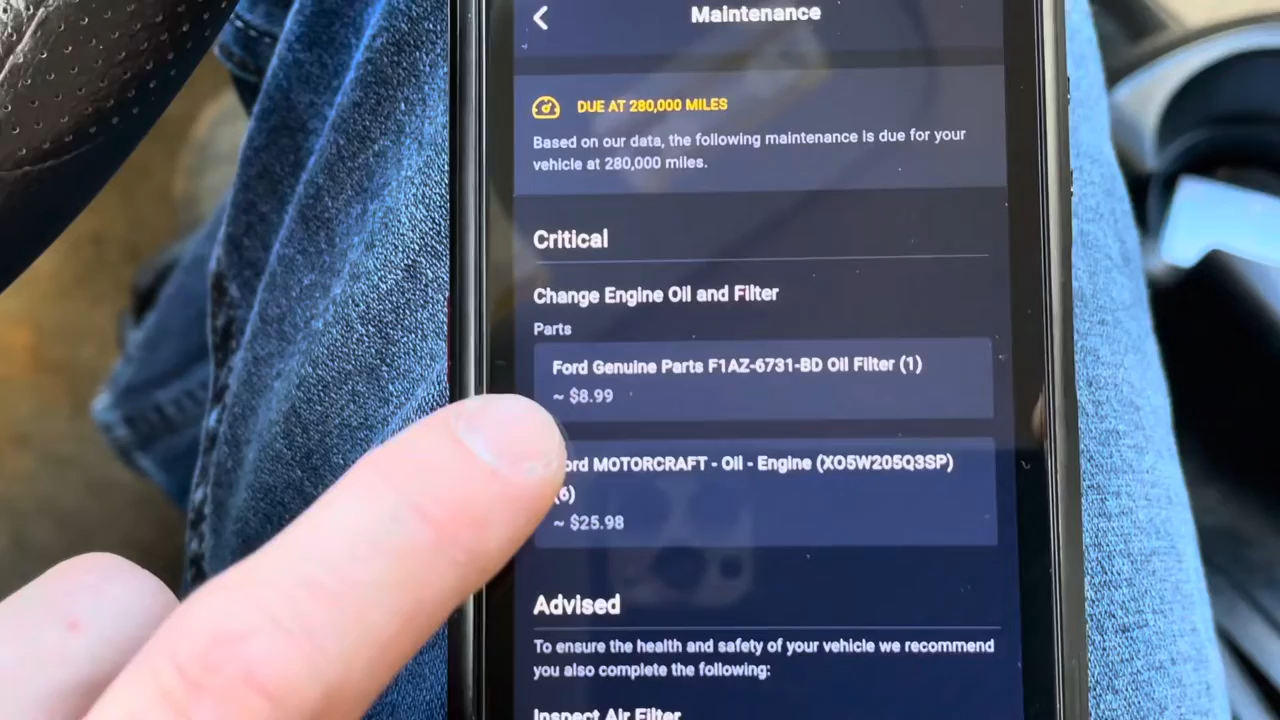 Maintenance
DUE AT 280,000 MILES
Based on our data, the following maintenance is due for your
vehicle at 280,000 miles.
Critical
Change Engine Oil and Filter
Parts
Ford Genuine Parts F1AZ-6731-BD Oil Filter (1)
~ $8.99
ord MOTORCRAFT - Oil - Engine (XO5W205Q3SP)
(6)
~ $25.98
Advised
To ensure the health and safety of your vehicle we recommend
you also complete the following:
Inspect Air Filter